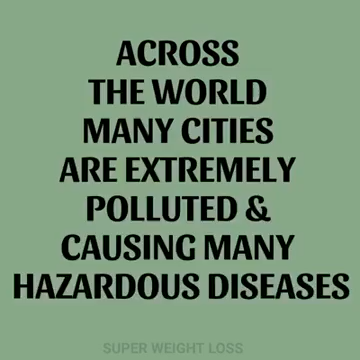 ACROSS
THE WORLD
MANY CITIES
ARE EXTREMELY
POLLUTED &
CAUSING MANY
HAZARDOUS DISEASES
SUPER WEIGHT LOSS